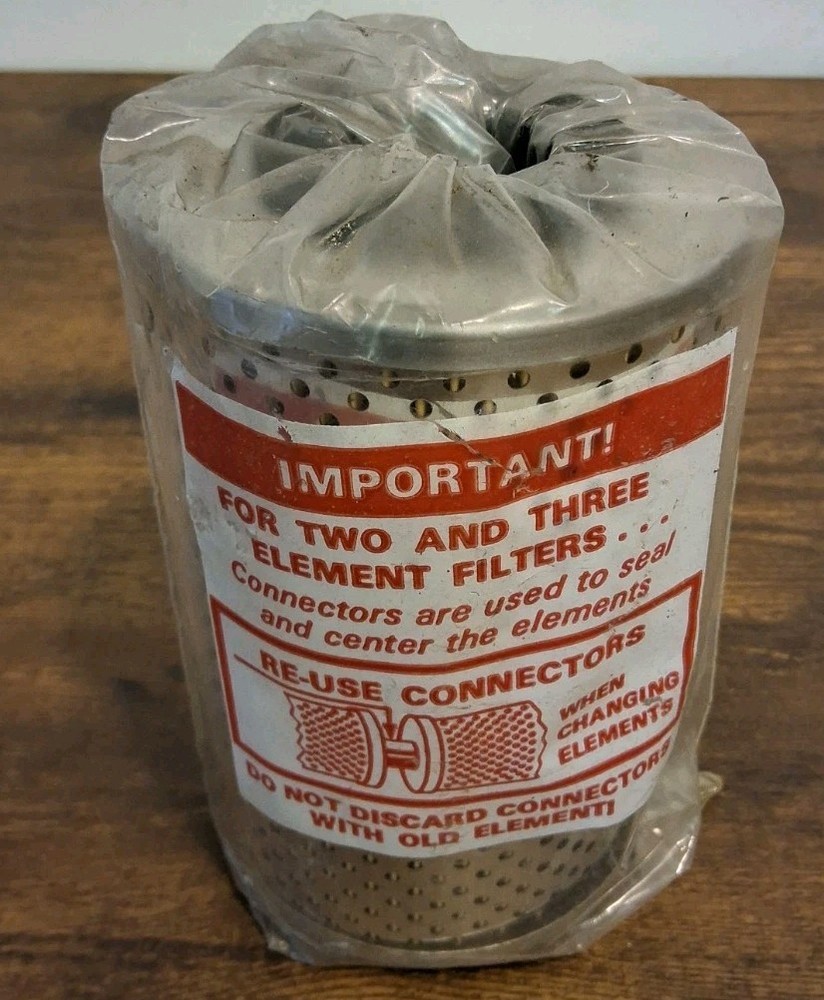 IMPORTANT!
FOR TWO AND THREE
ELEMENT FILTERS...
Connectors are used to seal
and center the elements
RE-USE CONNECTORS
WHEN
CHANGING
ELEMENTS
DO NOT DISCARD CONNECTORS
WITH OLD ELEMENT!